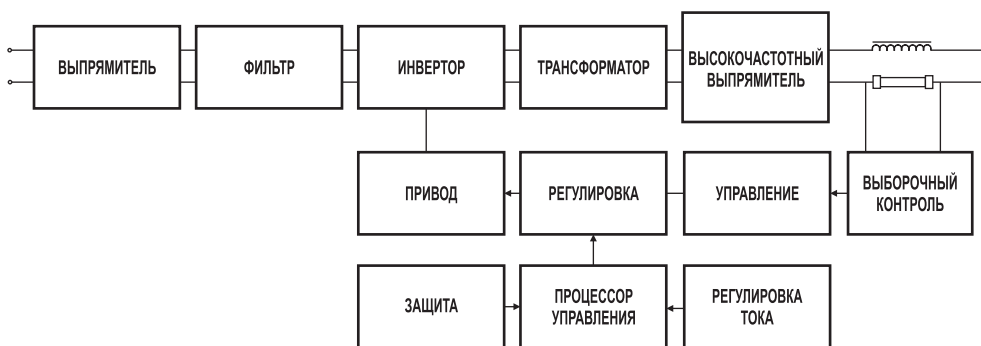 ВЫПРЯМИТЕЛЬ
ФИЛЬТР
ИНВЕРТОР
ТРАНСФОРМАТОР
ВЫСОКОЧАСТОТНЫЙ
ВЫПРЯМИТЕЛЬ
ПРИВОД
РЕГУЛИРОВКА
УПРАВЛЕНИЕ
ВЫБОРОЧНЫЙ
КОНТРОЛЬ
ЗАЩИТА
ПРОЦЕССОР
УПРАВЛЕНИЯ
РЕГУЛИРОВКА
ТОКА